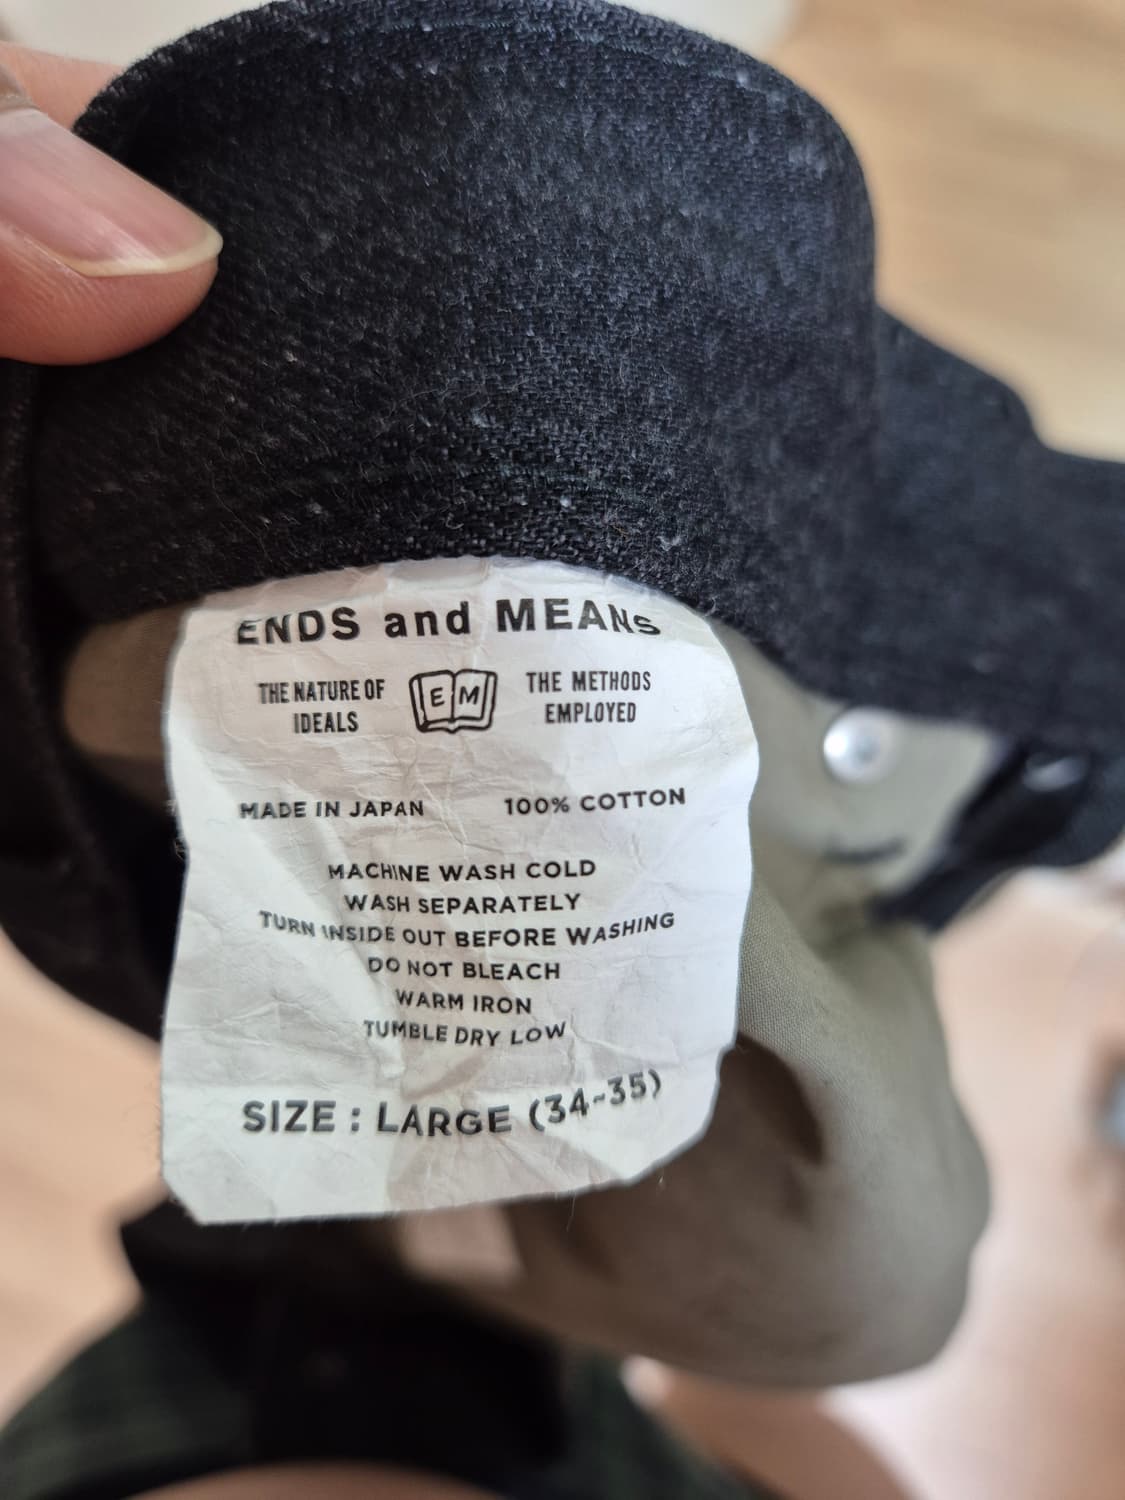 ENDS and MEANS
THE NATURE OF
IDEALS
EM
THE METHODS
EMPLOYED
MADE IN JAPAN
100% COTTON
MACHINE WASH COLD
WASH SEPARATELY
TURN INSIDE OUT BEFORE WASHING
DO NOT BLEACH
WARM IRON
TUMBLE DRY LOW
SIZE : LARGE (34~35)